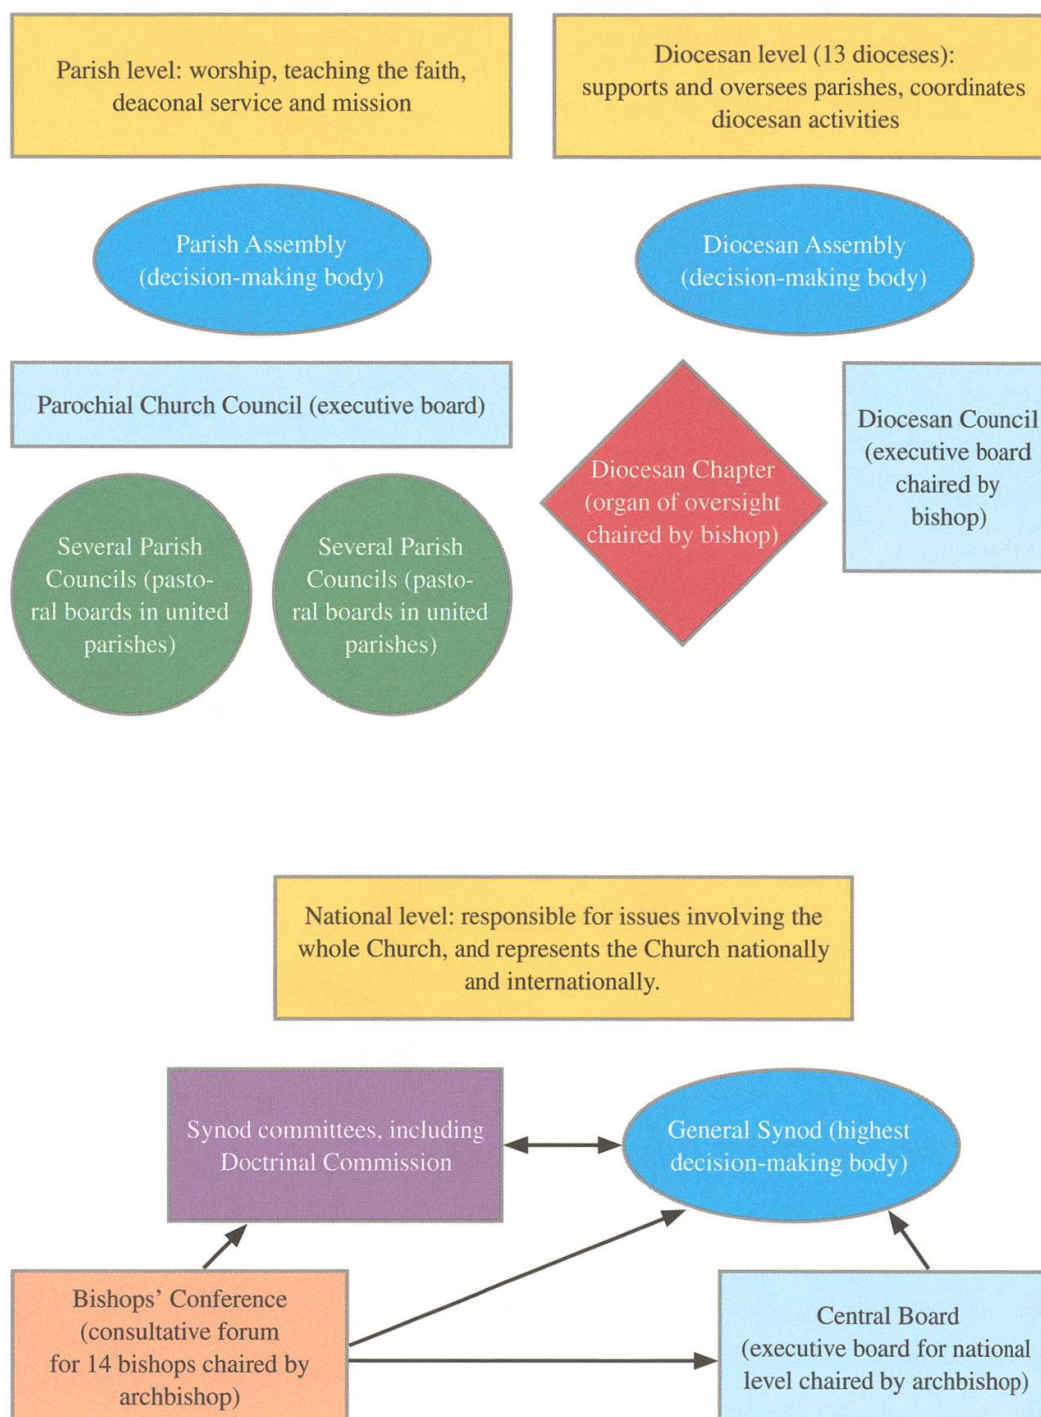 Parish level: worship, teaching the faith,
deaconal service and mission
Diocesan level (13 dioceses):
supports and oversees parishes, coordinates
diocesan activities
Parish Assembly
(decision-making body)
Diocesan Assembly
(decision-making body)
Parochial Church Council (executive board)
Diocesan Chapter
(organ of oversight
chaired by bishop)
Diocesan Council
(executive board
chaired by
bishop)
Several Parish
Councils (pasto-
ral boards in united
parishes)
Several Parish
Councils (pasto-
ral boards in united
parishes)
National level: responsible for issues involving the
whole Church, and represents the Church nationally
and internationally.
Synod committees, including
Doctrinal Commission
General Synod (highest
decision-making body)
Bishops’ Conference
(consultative forum
for 14 bishops chaired by
archbishop)
Central Board
(executive board for national
level chaired by archbishop)